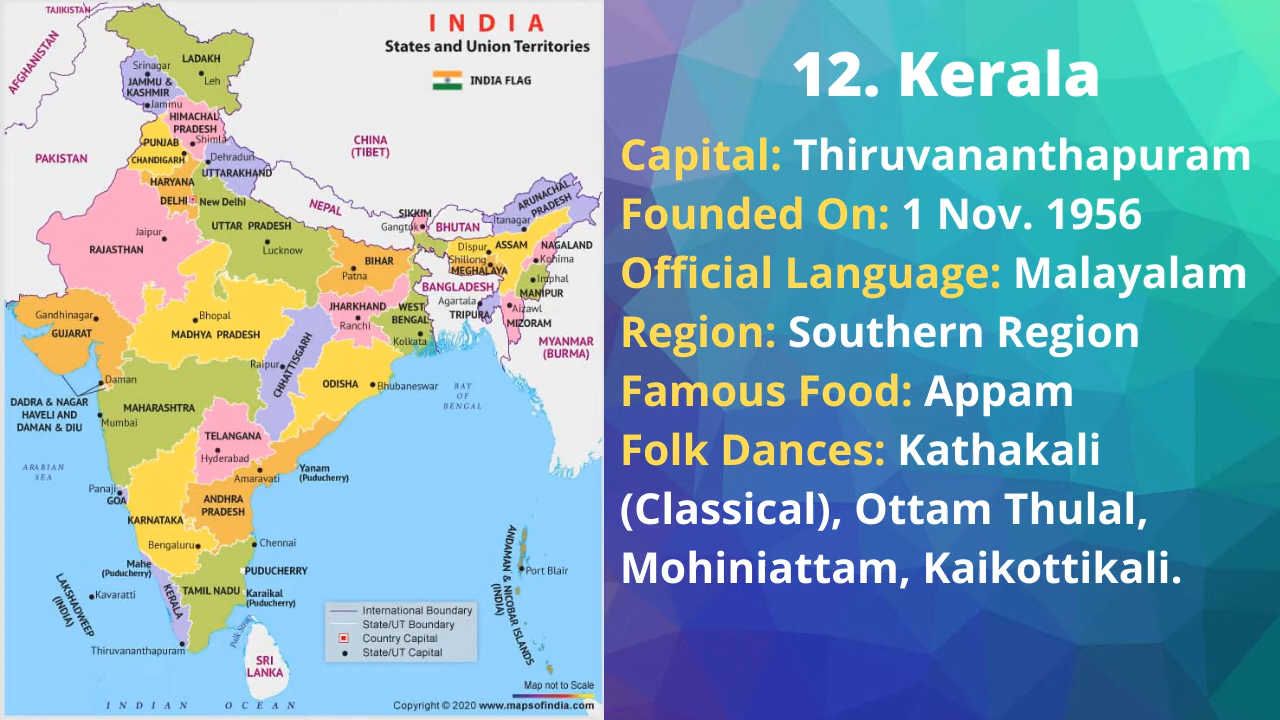 TAJIKISTAN
INDIA
States and Union Territories
INDIA FLAG
AFGHANISTAN
LADAKH
Srinagar
Leh
JAMMU &
KASHMIR
Jammu
HIMACHAL
PRADESH
Shimla
PUNJAB
CHANDIGARH
Dehradun
UTTARAKHAND
CHINA
(TIBET)
PAKISTAN
HARYANA
DELHI
New Delhi
NEPAL
SIKKIM
Gangtok
BHUTAN
ARUNACHAL
PRADESH
Itanagar
UTTAR PRADESH
Lucknow
Jaipur
RAJASTHAN
BIHAR
Patna
Dispur
ASSAM
NAGALAND
Kohima
Shillong
MEGHALAYA
Imphal
MANIPUR
BANGLADESH
Agartala
TRIPURA
Aizawl
MIZORAM
MYANMAR
(BURMA)
JHARKHAND
Ranchi
WEST
BENGAL
Kolkata
Gandhinagar
GUJARAT
Bhopal
MADHYA PRADESH
Raipur
CHHATTISGARH
ODISHA
Bhubaneswar
BAY
OF
BENGAL
Daman
DADRA & NAGAR
HAVELI AND
DAMAN & DIU
MAHARASHTRA
Mumbai
TELANGANA
Hyderabad
ARABIAN
SEA
Amaravati
Yanam
(Puducherry)
Panaji
GOA
ANDHRA
PRADESH
KARNATAKA
Bengaluru
Chennai
Mahe
(Puducherry)
PUDUCHERRY
TAMIL NADU
Karaikal
(Puducherry)
KERALA
LAKSHADWEEP
(INDIA)
Kavaratti
Thiruvananthapuram
Palk Strait
SRI
LANKA
ANDAMAN & NICOBAR ISLANDS
(INDIA)
Port Blair
International Boundary
State/UT Boundary
Country Capital
State/UT Capital
Map not to Scale
INDIAN OCEAN
Copyright © 2020 www.mapsofindia.com
12. Kerala
Capital: Thiruvananthapuram
Founded On: 1 Nov. 1956
Official Language: Malayalam
Region: Southern Region
Famous Food: Appam
Folk Dances: Kathakali
(Classical), Ottam Thulal,
Mohiniattam, Kaikottikali.